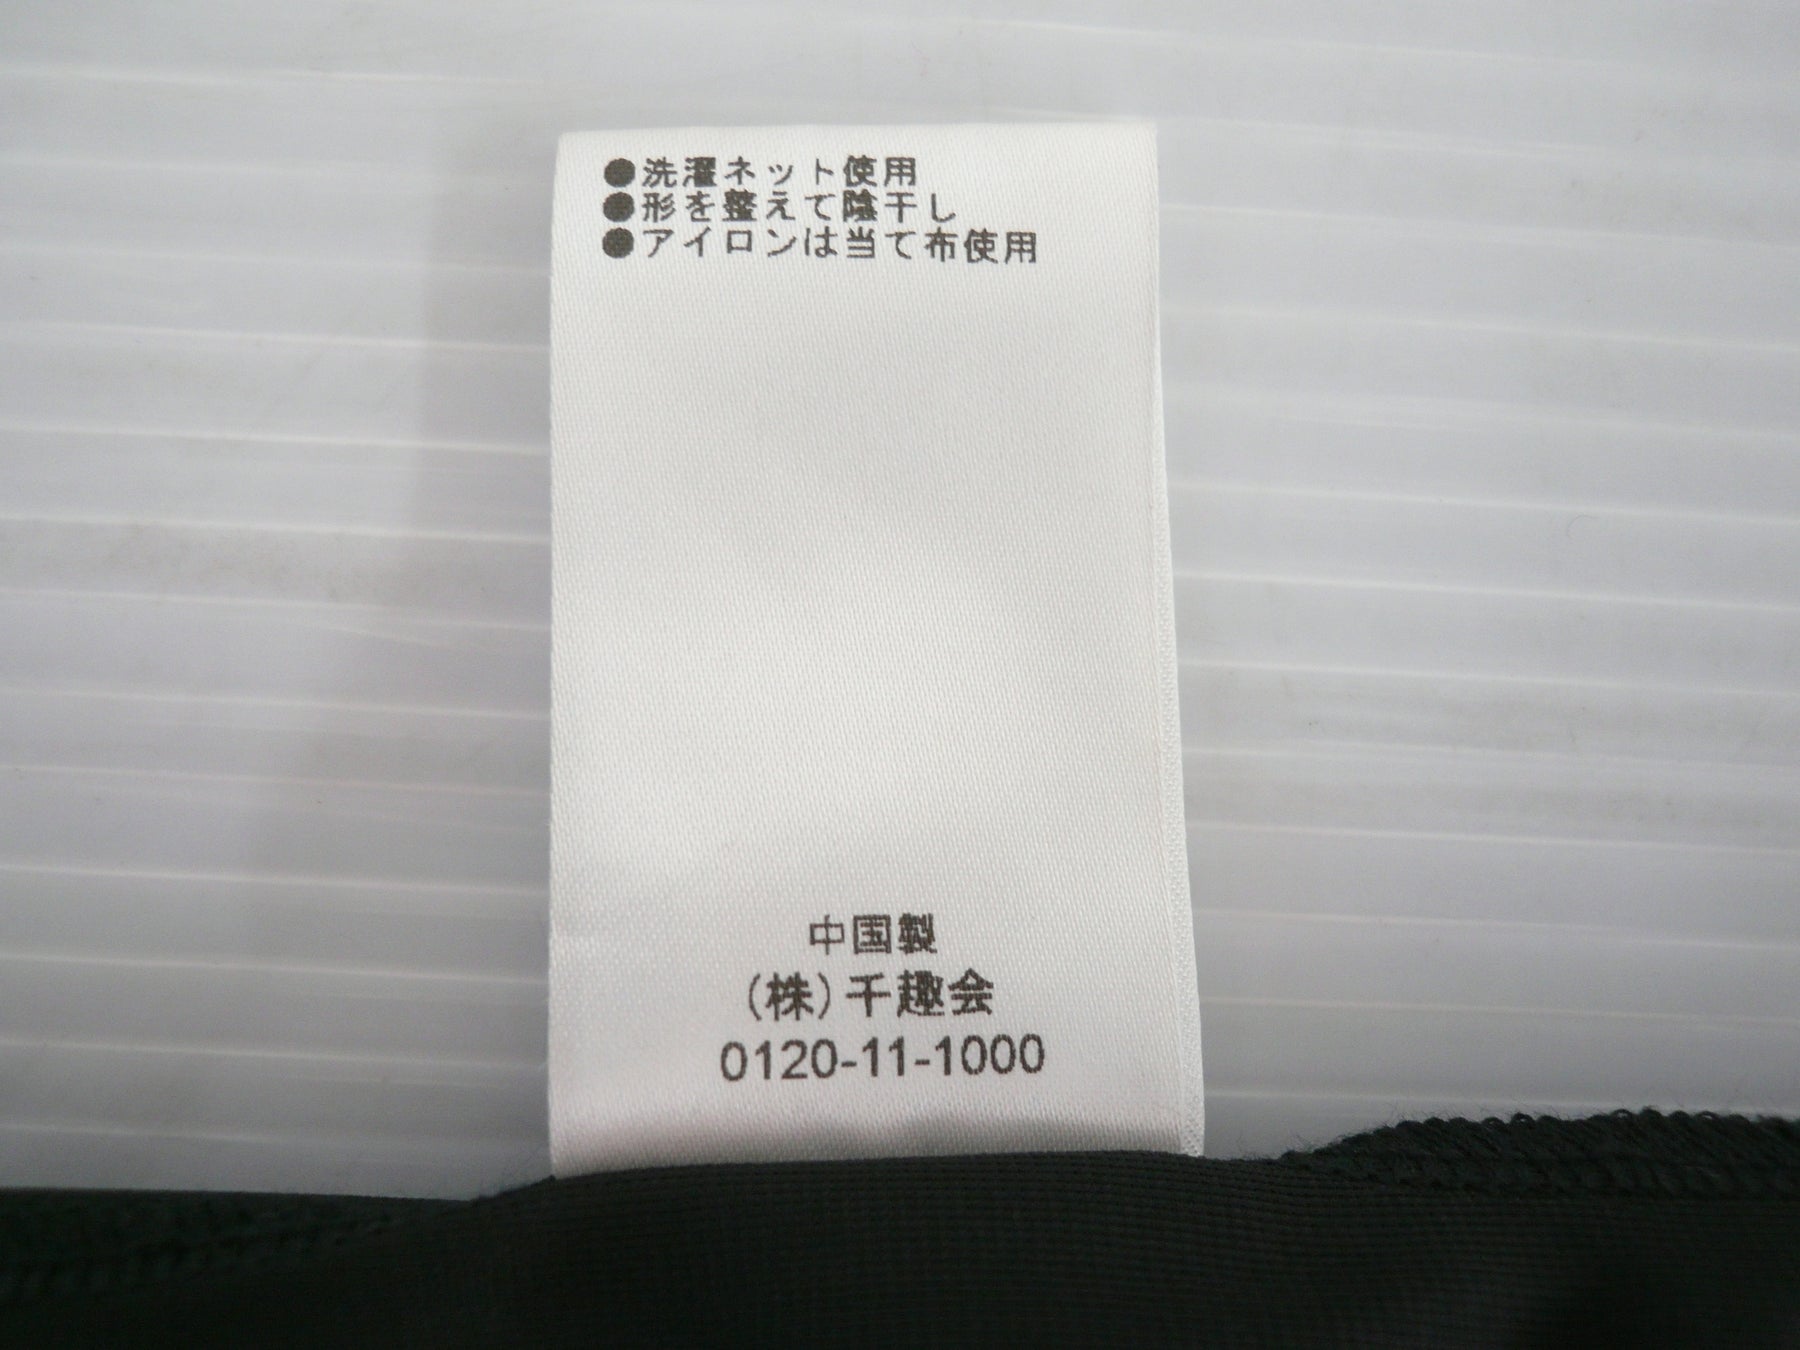 ●洗濯ネット使用
●形を整えて陰干し
●アイロンは当て布使用
中国製
(株)千趣会
0120-11-1000